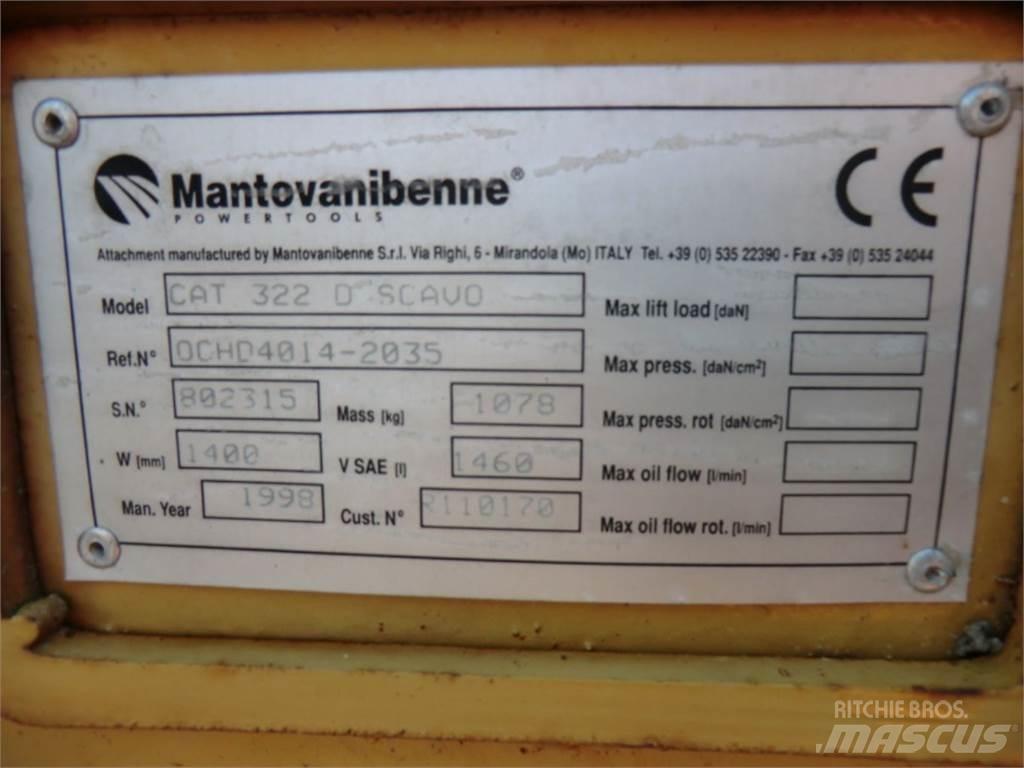 Mantovanibenne®
POWERTOOLS
CE
Attachment manufactured by Mantovanibenne S.r.l. Via Righi, 6 - Mirandola (Mo) ITALY Tel. +39 (0) 535 22390 - Fax +39 (0) 535 24044
Model CAT 322 D SCAVO Max lift load [daN]
Ref.N° OCHD4014-2035 Max press. [daN/cm²]
S.N.° 802315 Mass [kg] 1078 Max press. rot [daN/cm²]
W [mm] 1400 V SAE [l] 1460 Max oil flow [l/min]
Man. Year 1998 Cust. N° R110170 Max oil flow rot. [l/min]
RITCHIE BROS.
MASCUS